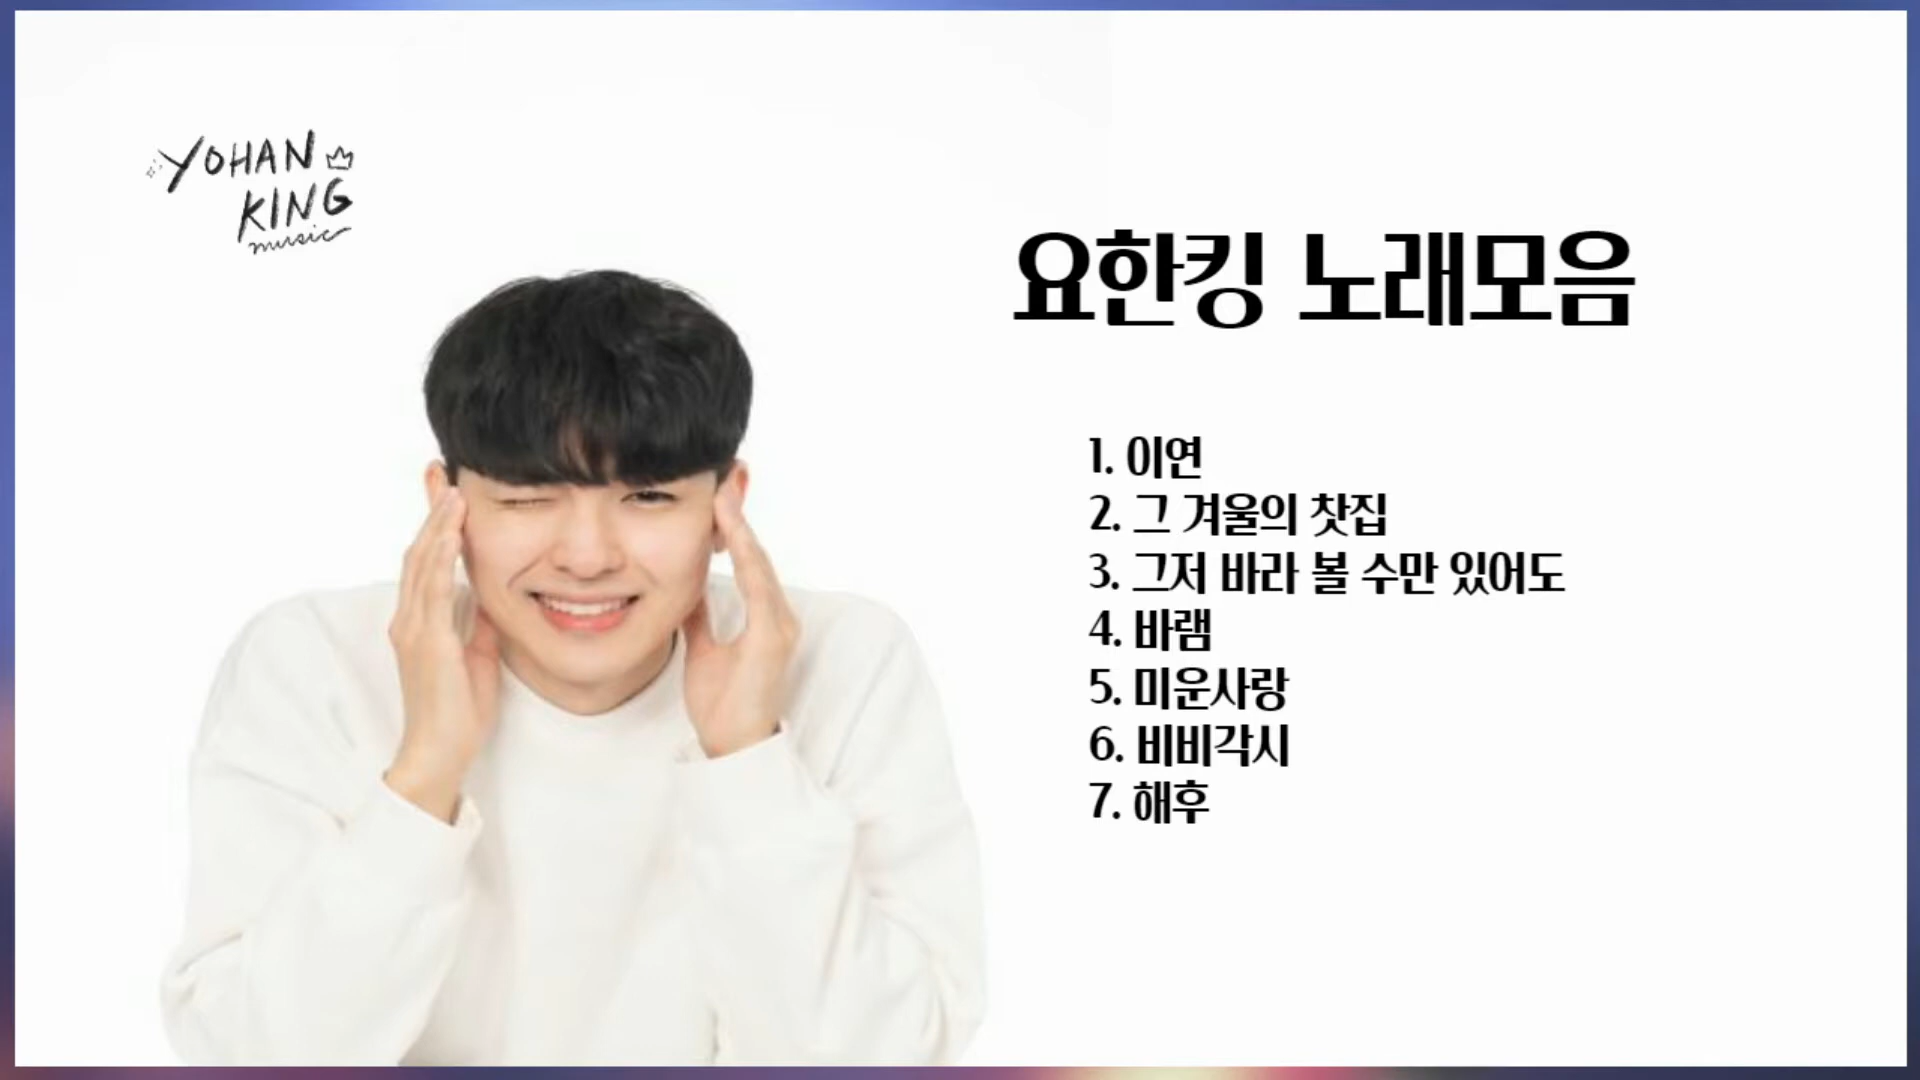 YOHAN
KING
music
요한킹 노래모음
1. 이연
2. 그 겨울의 찻집
3. 그저 바라 볼 수만 있어도
4. 바램
5. 미운사랑
6. 비비각시
7. 해후